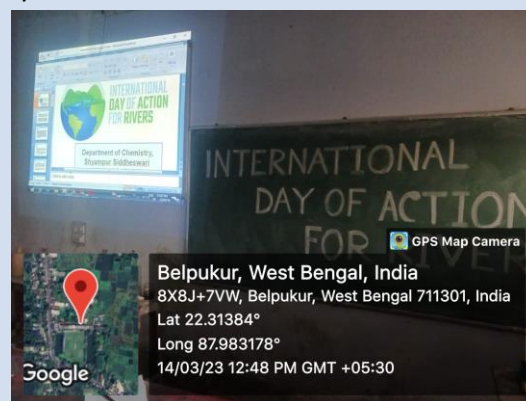 INTERNATIONAL
DAY OF ACTION
FOR RIVERS
Department of Chemistry,
Shyampur Siddheswari
INTERNATIONAL
DAY OF ACTION
FOR RIVER
GPS Map Camera
Belpukur, West Bengal, India
8X8J+7VW, Belpukur, West Bengal 711301, India
Lat 22.31384°
Long 87.983178°
14/03/23 12:48 PM GMT +05:30
Google